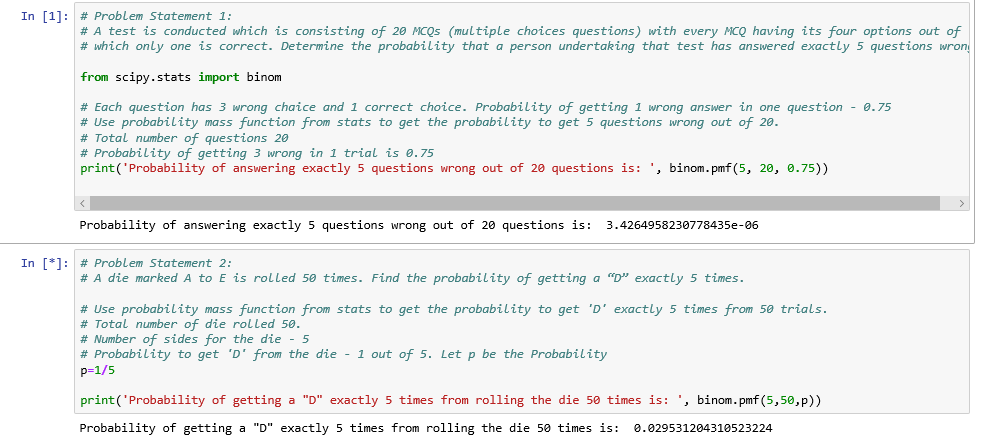 In [1]: # Problem Statement 1:
# A test is conducted which is consisting of 20 MCQs (multiple choices questions) with every MCQ having its four options out of
# which only one is correct. Determine the probability that a person undertaking that test has answered exactly 5 questions wrong
from scipy.stats import binom
# Each question has 3 wrong choice and 1 correct choice. Probability of getting 1 wrong answer in one question - 0.75
# Use probability mass function from stats to get the probability to get 5 questions wrong out of 20.
# Total number of questions 20
# Probability of getting 3 wrong in 1 trial is 0.75
print('Probability of answering exactly 5 questions wrong out of 20 questions is: ', binom.pmf(5, 20, 0.75))
Probability of answering exactly 5 questions wrong out of 20 questions is:  3.4264958230778435e-06
In [*]: # Problem Statement 2:
# A die marked A to E is rolled 50 times. Find the probability of getting a “D” exactly 5 times.
# Use probability mass function from stats to get the probability to get 'D' exactly 5 times from 50 trials.
# Total number of die rolled 50.
# Number of sides for the die - 5
# Probability to get 'D' from the die - 1 out of 5. Let p be the Probability
p=1/5
print('Probability of getting a "D" exactly 5 times from rolling the die 50 times is: ', binom.pmf(5,50,p))
Probability of getting a "D" exactly 5 times from rolling the die 50 times is:  0.029531204310523224